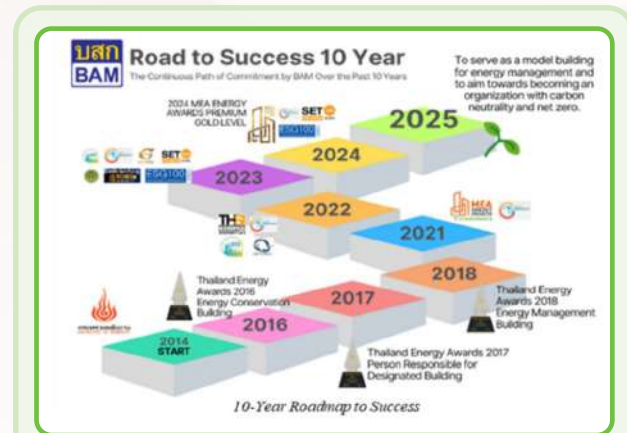 บสก
BAM
Road to Success 10 Year
The Continuous Path of Commitment by BAM Over the Past 10 Years
To serve as a model building
for energy management and
to aim towards becoming an
organization with carbon
neutrality and net zero.
2024 MEA ENERGY
AWARDS PREMIUM
GOLD LEVEL
SET
ESG100
2025
2024
SET
ESG100
2023
2022
MEA
2021
Thailand Energy
Awards 2016
Energy Conservation
Building
2018
Thailand Energy
Awards 2018
Energy Management
Building
2017
2016
2014
START
Thailand Energy Awards 2017
Person Responsible for
Designated Building
10-Year Roadmap to Success